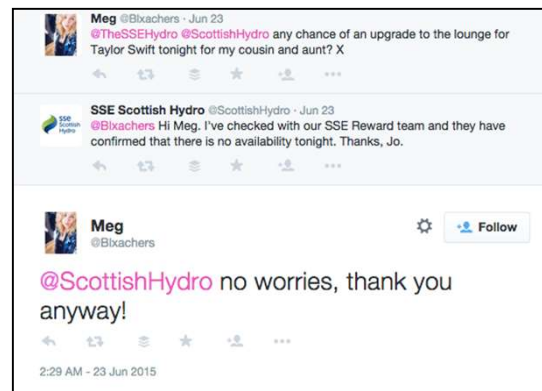 Meg @Blxachers · Jun 23
@TheSSEHydro @ScottishHydro any chance of an upgrade to the lounge for
Taylor Swift tonight for my cousin and aunt? X
sse
Scottish
Hydro
SSE Scottish Hydro @ScottishHydro · Jun 23
@Blxachers Hi Meg. I've checked with our SSE Reward team and they have
confirmed that there is no availability tonight. Thanks, Jo.
Meg
@Blxachers
Follow
@ScottishHydro no worries, thank you
anyway!
2:29 AM - 23 Jun 2015